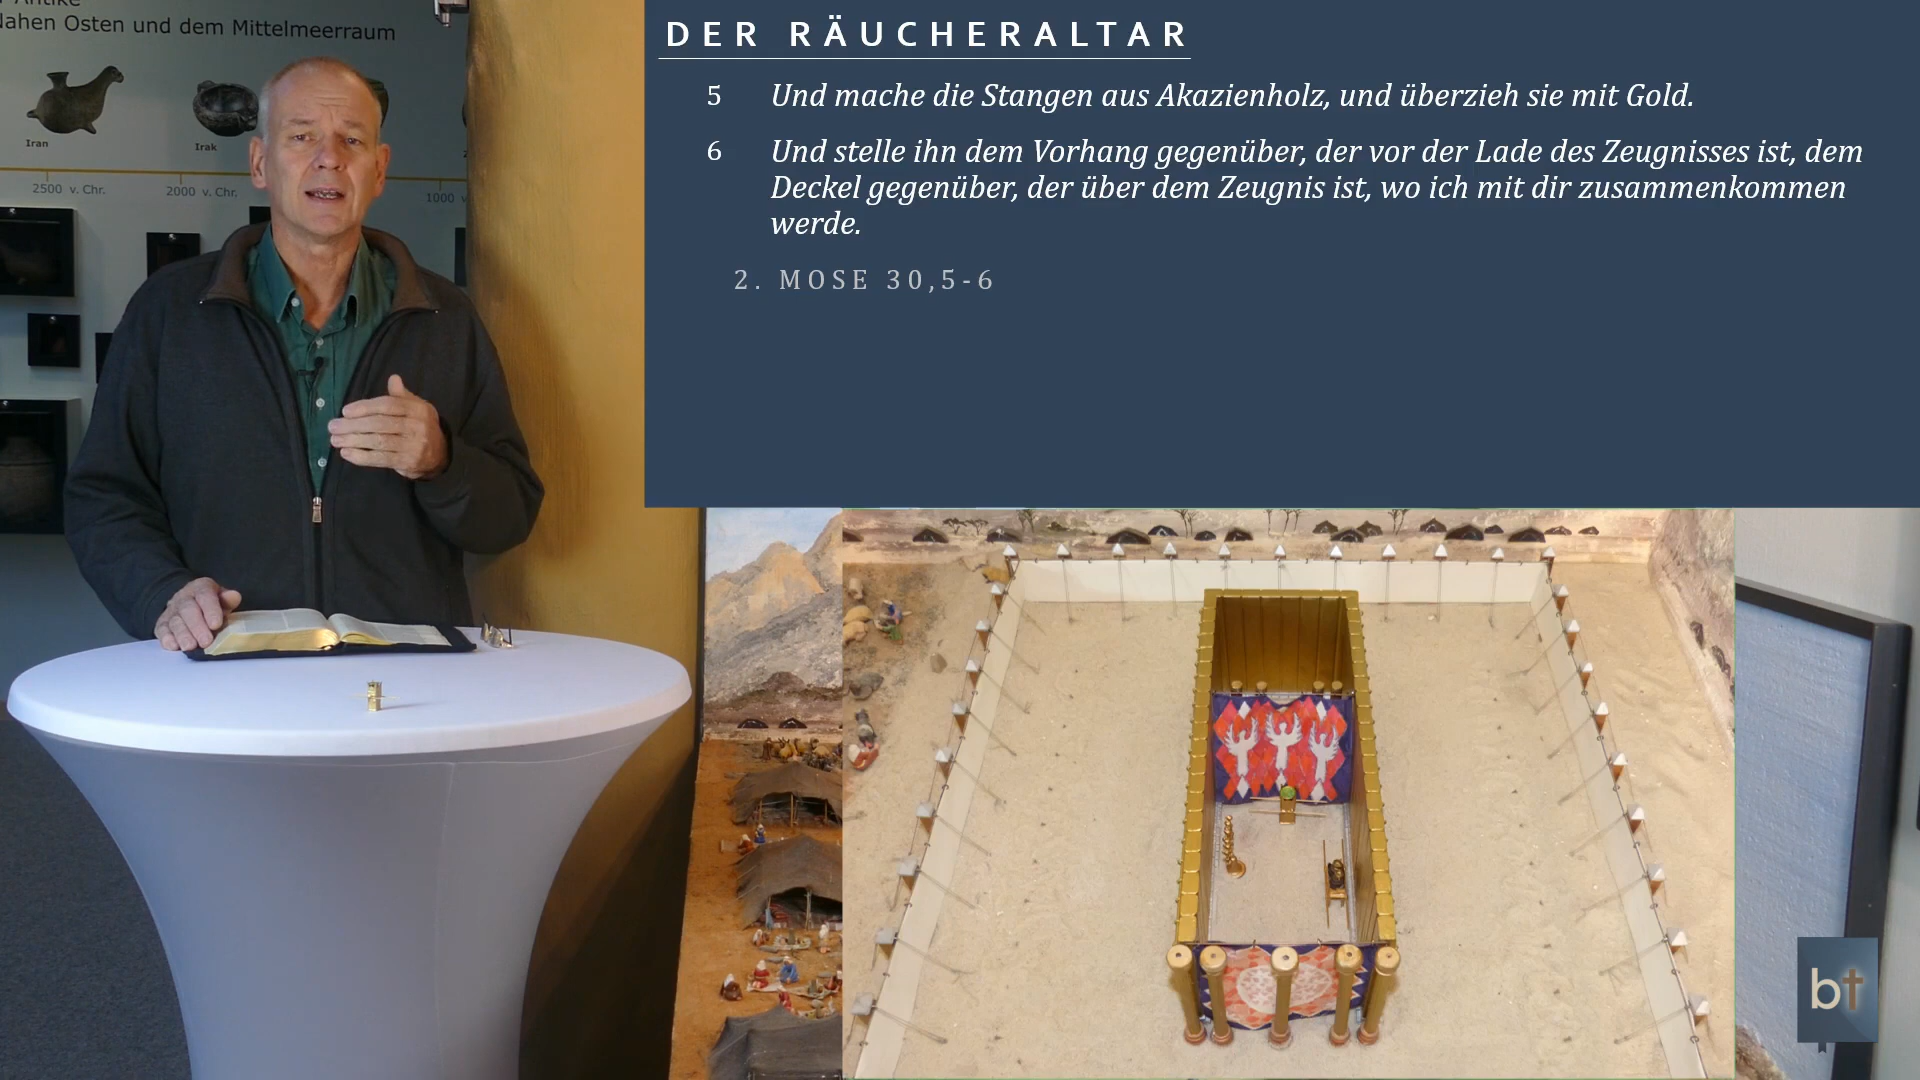 Antike
Nahen Osten und dem Mittelmeerraum
Iran
Irak
2500 v. Chr.
2000 v. Chr.
1000 v
DER RÄUCHERALTAR
5 Und mache die Stangen aus Akazienholz, und überzieh sie mit Gold.
6 Und stelle ihn dem Vorhang gegenüber, der vor der Lade des Zeugnisses ist, dem
Deckel gegenüber, der über dem Zeugnis ist, wo ich mit dir zusammenkommen
werde.
2. MOSE 30,5-6
bt